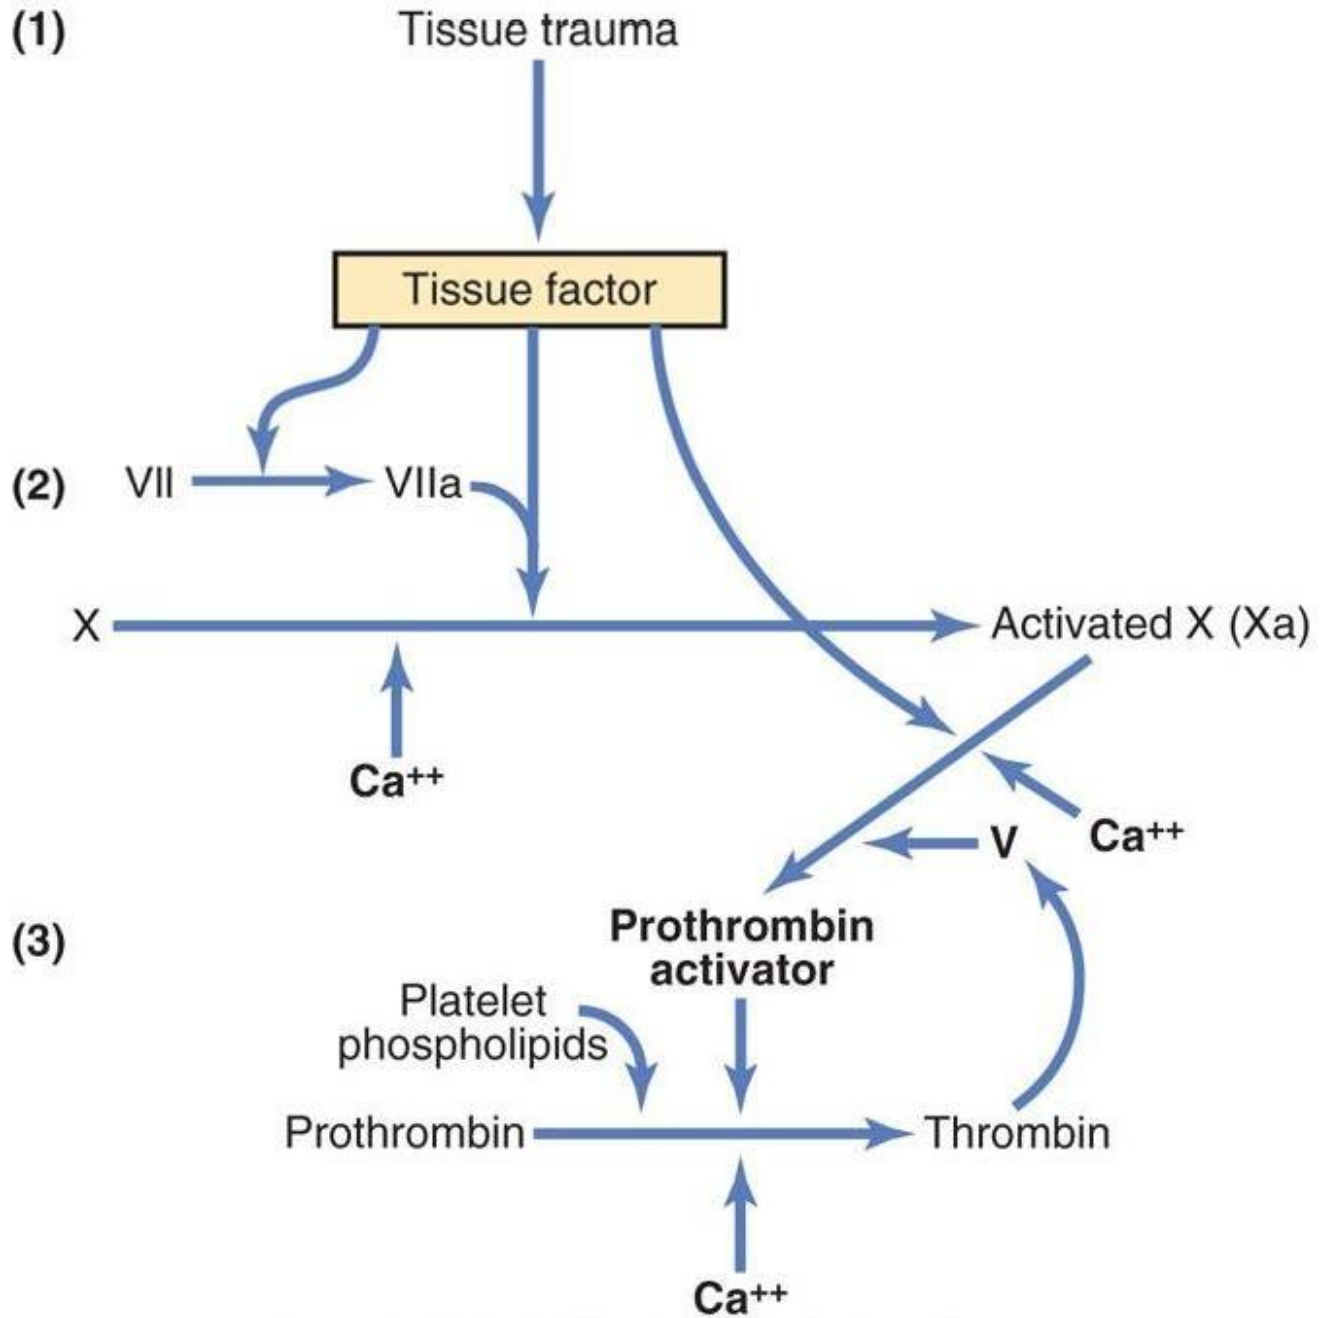 (1)
Tissue trauma
Tissue factor
(2)
VII
VIIa
X
Activated X (Xa)
Ca++
Ca++
V
(3)
Prothrombin
activator
Platelet
phospholipids
Prothrombin
Thrombin
Ca++